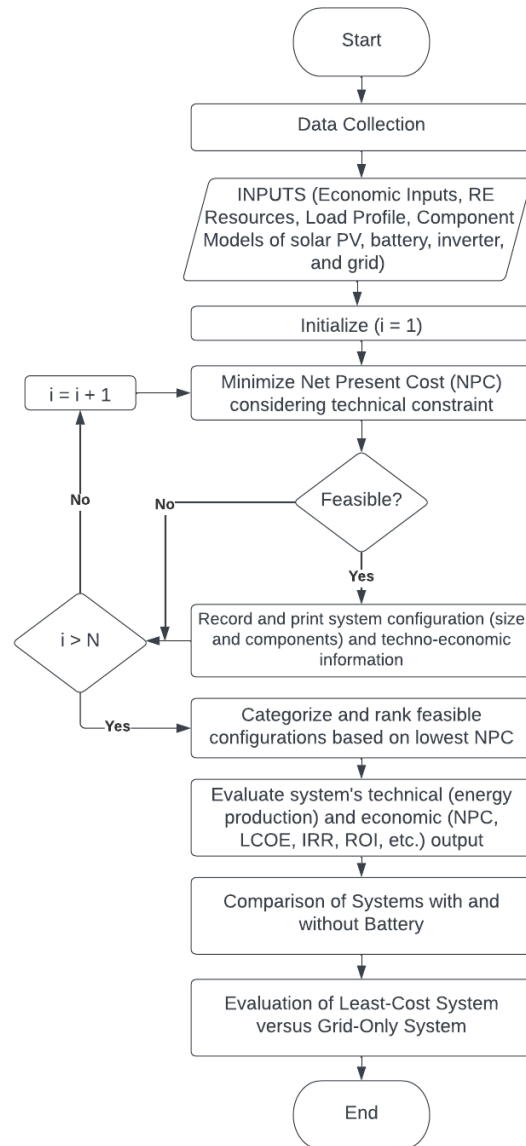 Start
Data Collection
INPUTS (Economic Inputs, RE
Resources, Load Profile, Component
Models of solar PV, battery, inverter,
and grid)
Initialize (i = 1)
i = i + 1
Minimize Net Present Cost (NPC)
considering technical constraint
Feasible?
No
No
Yes
i > N
Record and print system configuration (size
and components) and techno-economic
information
Yes
Categorize and rank feasible
configurations based on lowest NPC
Evaluate system's technical (energy
production) and economic (NPC,
LCOE, IRR, ROI, etc.) output
Comparison of Systems with and
without Battery
Evaluation of Least-Cost System
versus Grid-Only System
End